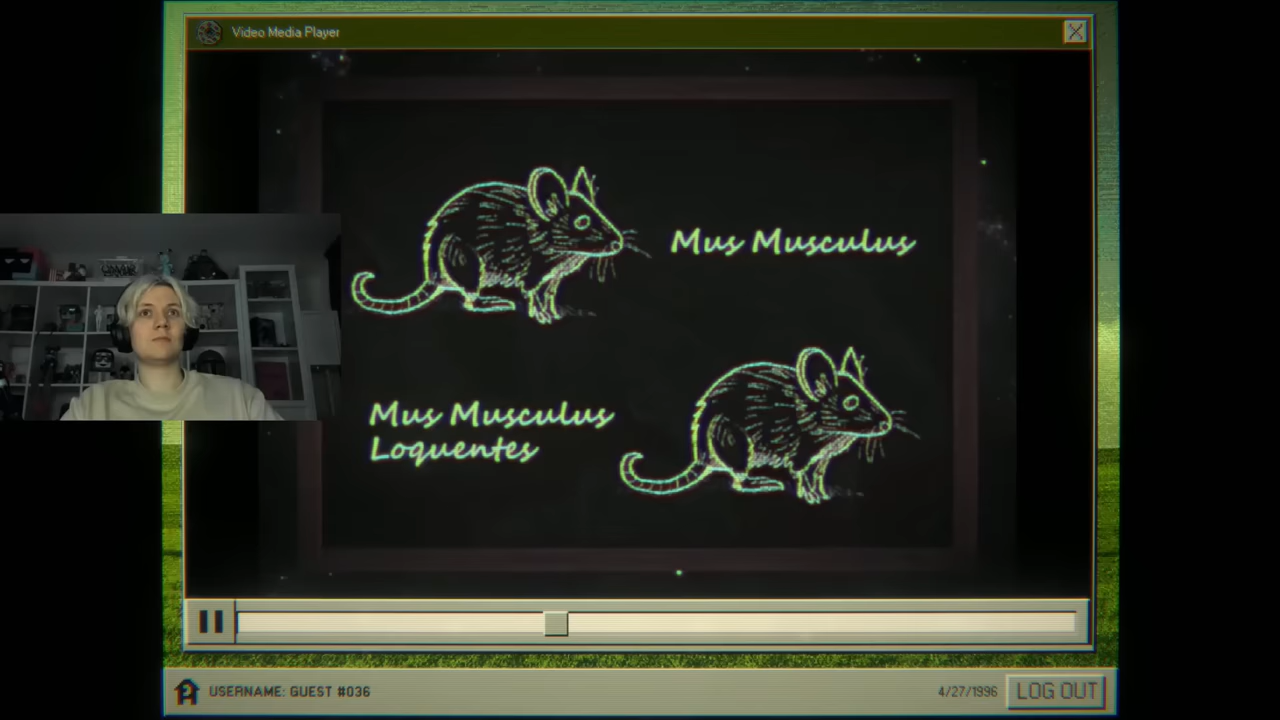 Video Media Player
Mus Musculus
Mus Musculus
Loquentes
USERNAME: GUEST #036
4/27/1996
LOG OUT